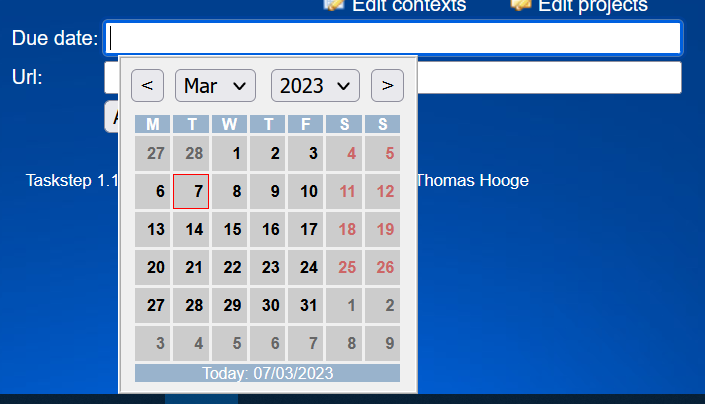 Edit contexts Edit projects
Due date:
Url:
< Mar 2023 >
M T W T F S S
27 28 1 2 3 4 5
6 7 8 9 10 11 12
13 14 15 16 17 18 19
20 21 22 23 24 25 26
27 28 29 30 31 1 2
3 4 5 6 7 8 9
Today: 07/03/2023
Taskstep 1.1 Thomas Hooge